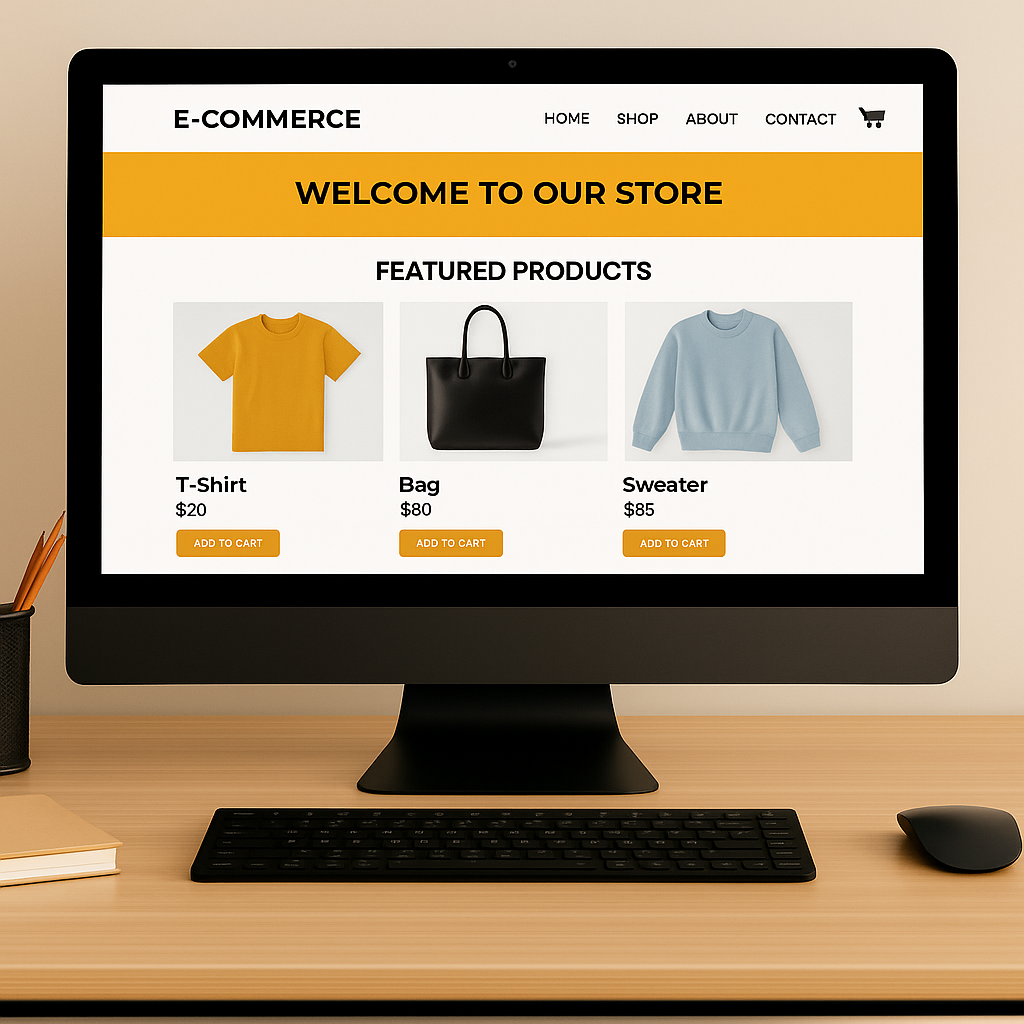 E-COMMERCE
HOME SHOP ABOUT CONTACT
WELCOME TO OUR STORE
FEATURED PRODUCTS
T-Shirt
$20
ADD TO CART
Bag
$80
ADD TO CART
Sweater
$85
ADD TO CART